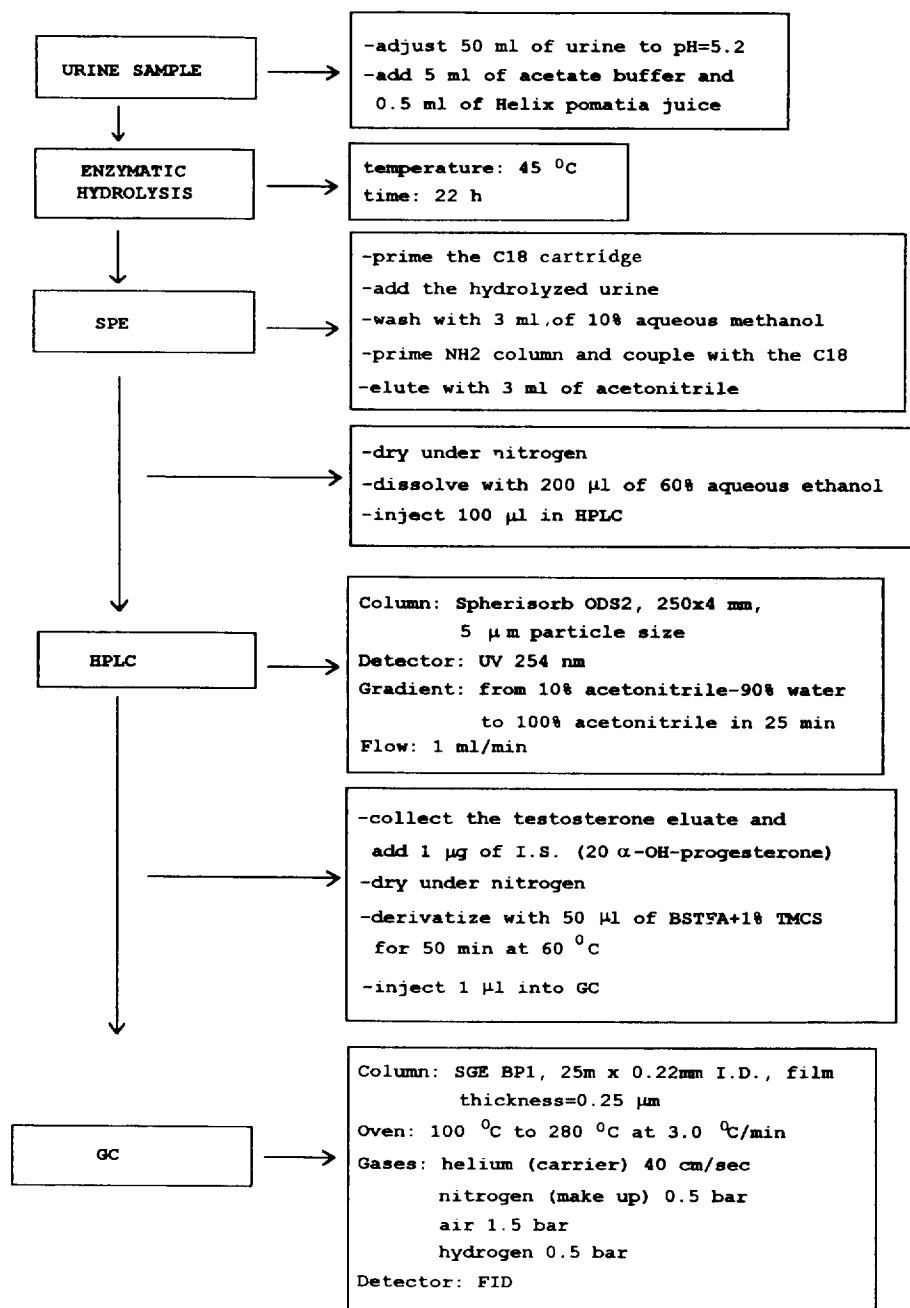 URINE SAMPLE
-adjust 50 ml of urine to pH=5.2
-add 5 ml of acetate buffer and
0.5 ml of Helix pomatia juice
ENZYMATIC
HYDROLYSIS
temperature: 45 °C
time: 22 h
SPE
-prime the C18 cartridge
-add the hydrolyzed urine
-wash with 3 ml of 10% aqueous methanol
-prime NH2 column and couple with the C18
-elute with 3 ml of acetonitrile
-dry under nitrogen
-dissolve with 200 μl of 60% aqueous ethanol
-inject 100 μl in HPLC
HPLC
Column: Spherisorb ODS2, 250x4 mm,
5 μm particle size
Detector: UV 254 nm
Gradient: from 10% acetonitrile-90% water
to 100% acetonitrile in 25 min
Flow: 1 ml/min
-collect the testosterone eluate and
add 1 μg of I.S. (20 α-OH-progesterone)
-dry under nitrogen
-derivatize with 50 μl of BSTFA+1% TMCS
for 50 min at 60 °C
-inject 1 μl into GC
GC
Column: SGE BP1, 25m x 0.22mm I.D., film
thickness=0.25 μm
Oven: 100 °C to 280 °C at 3.0 °C/min
Gases: helium (carrier) 40 cm/sec
nitrogen (make up) 0.5 bar
air 1.5 bar
hydrogen 0.5 bar
Detector: FID